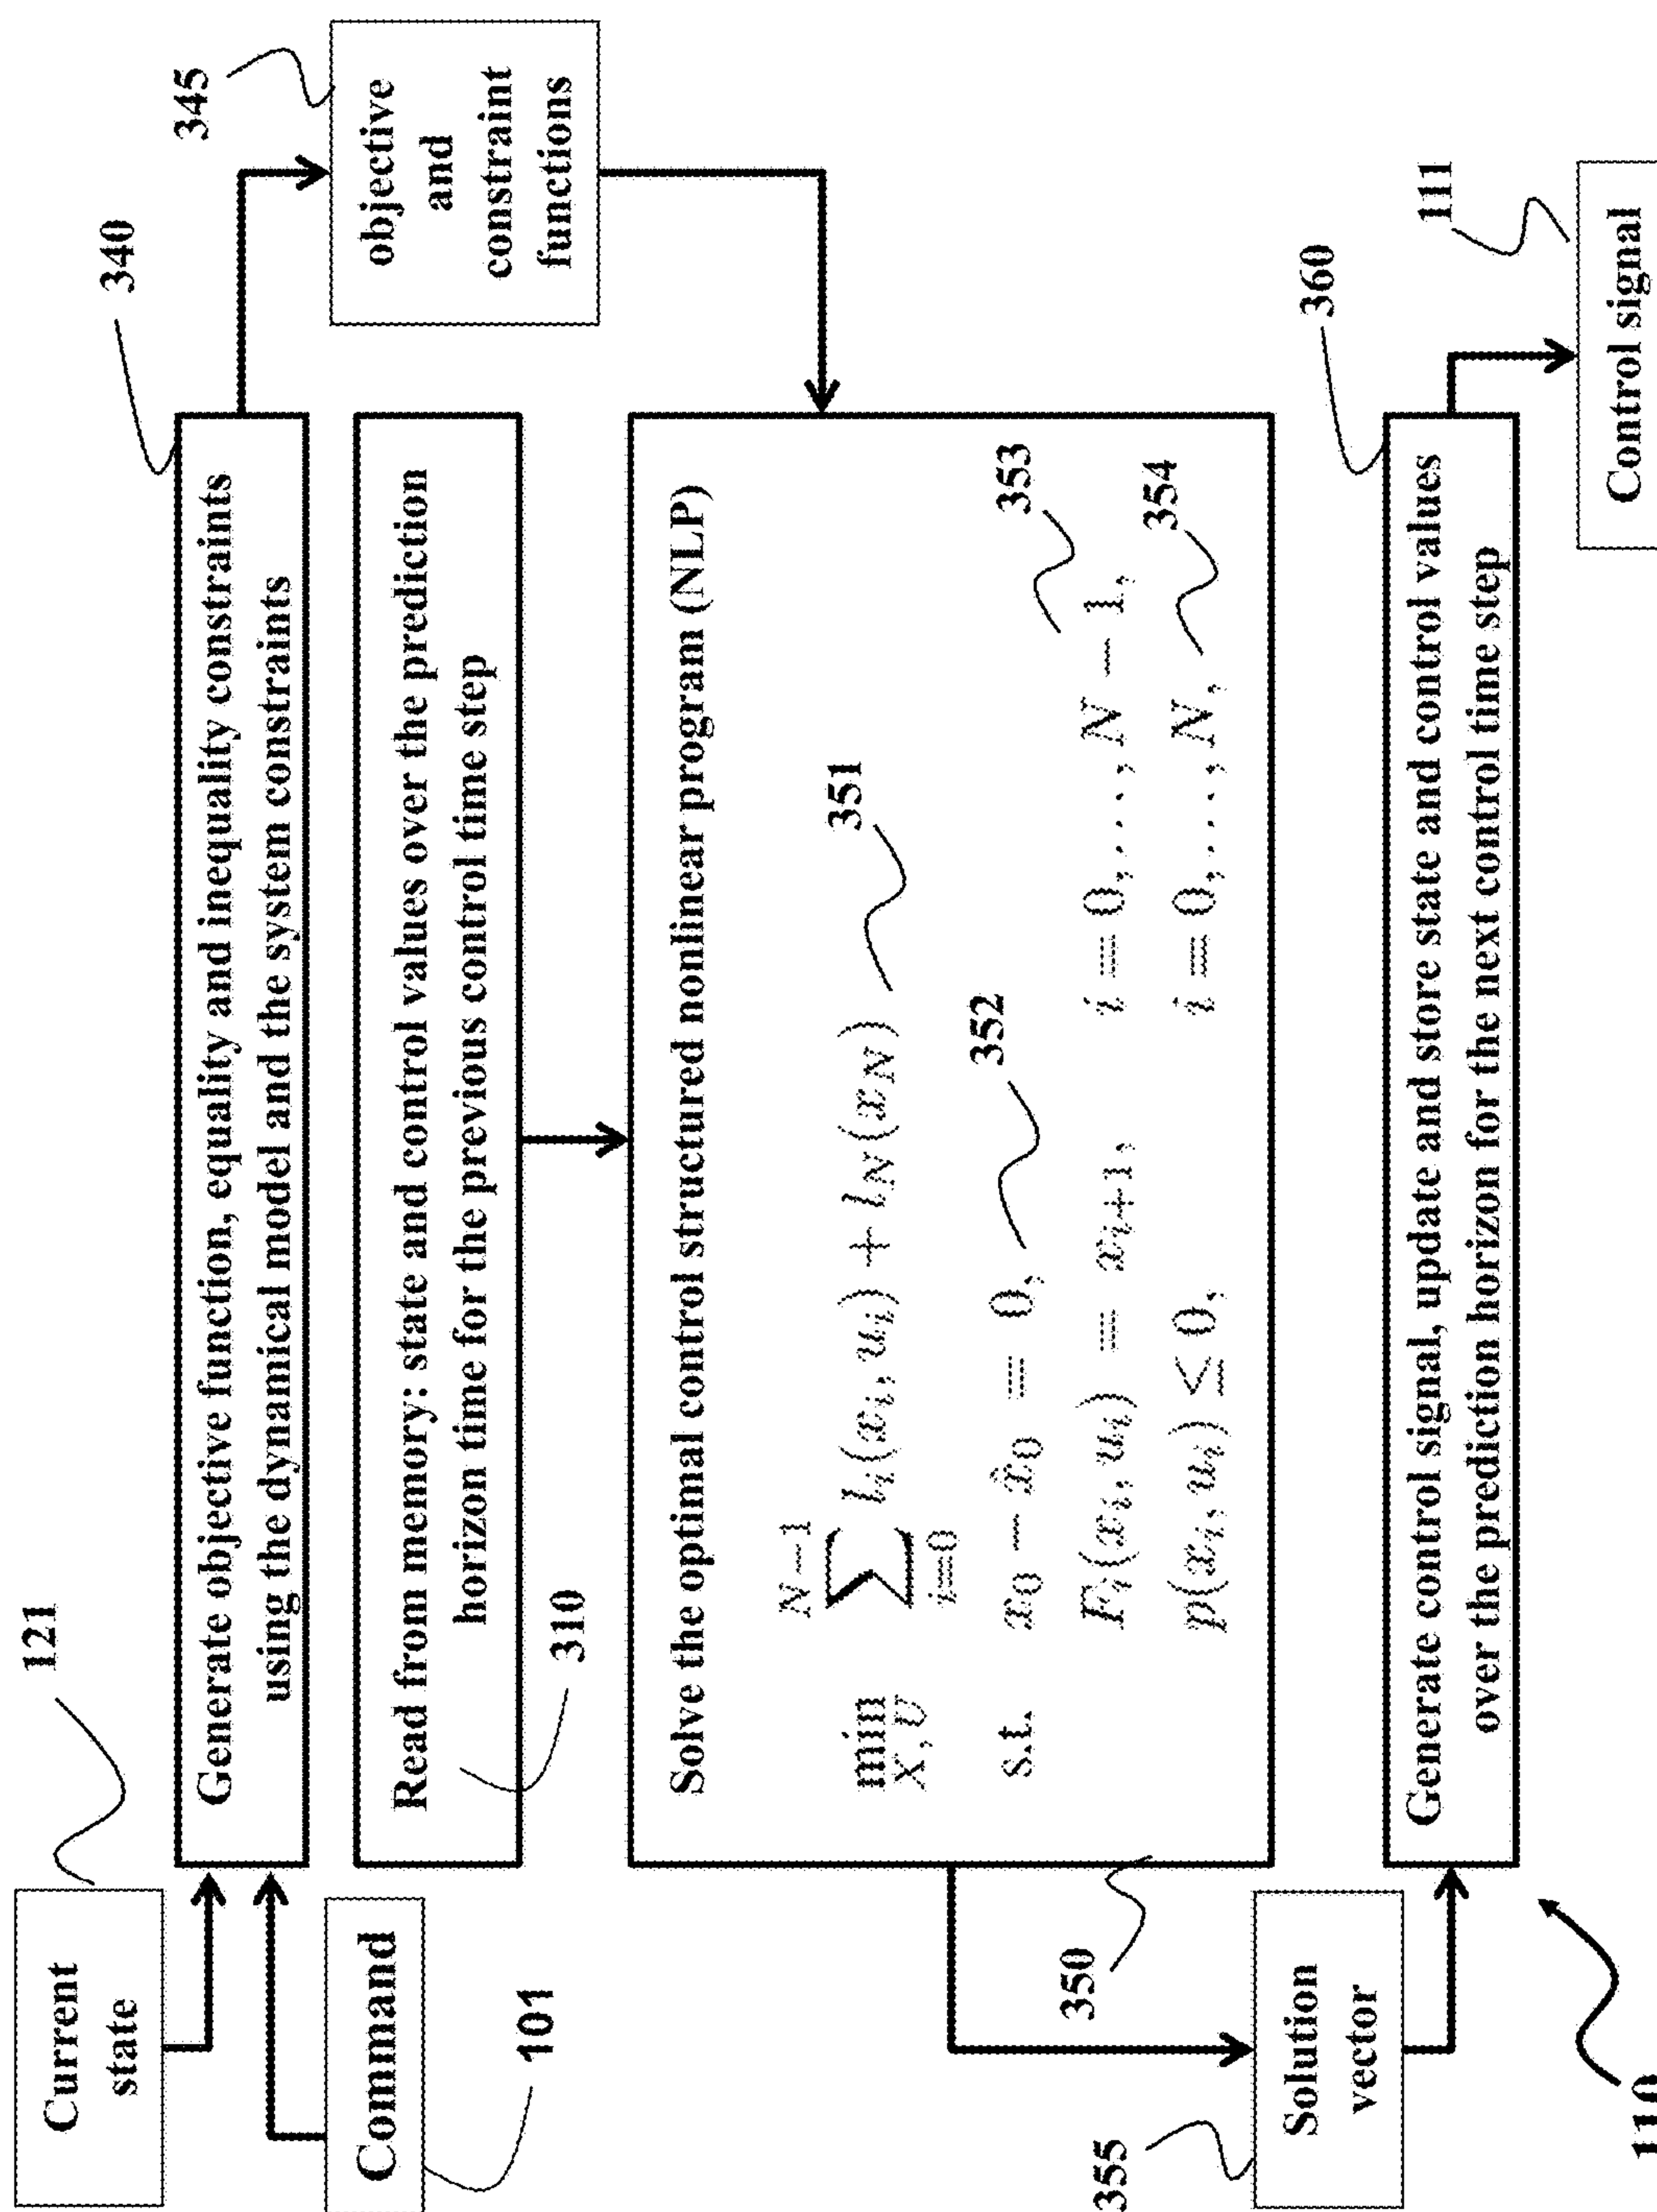 121
Current
state
Command
101
340
Generate objective function, equality and inequality constraints
using the dynamical model and the system constraints
345
objective
and
constraint
functions
Read from memory: state and control values over the prediction
horizon time for the previous control time step
310
Solve the optimal control structured nonlinear program (NLP)
min_{X,U} \sum_{i=0}^{N-1} l_i(x_i, u_i) + l_N(x_N)
351
s.t. x_0 - \hat{x}_0 = 0,
352
F_i(x_i, u_i) = x_{i+1}, i = 0, . . . , N − 1,
353
p(x_i, u_i) ≤ 0, i = 0, . . . , N,
354
350
355
Solution
vector
360
Generate control signal, update and store state and control values
over the prediction horizon for the next control time step
111
Control signal
110